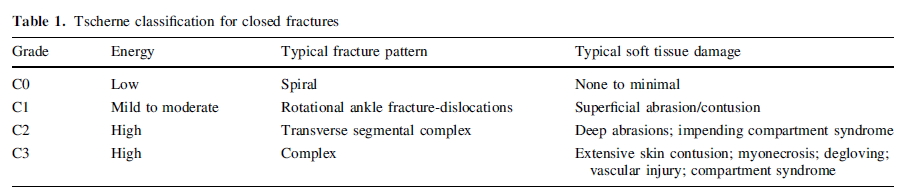 Table 1. Tscherne classification for closed fractures
Grade Energy Typical fracture pattern Typical soft tissue damage
C0 Low Spiral None to minimal
C1 Mild to moderate Rotational ankle fracture-dislocations Superficial abrasion/contusion
C2 High Transverse segmental complex Deep abrasions; impending compartment syndrome
C3 High Complex Extensive skin contusion; myonecrosis; degloving;
vascular injury; compartment syndrome